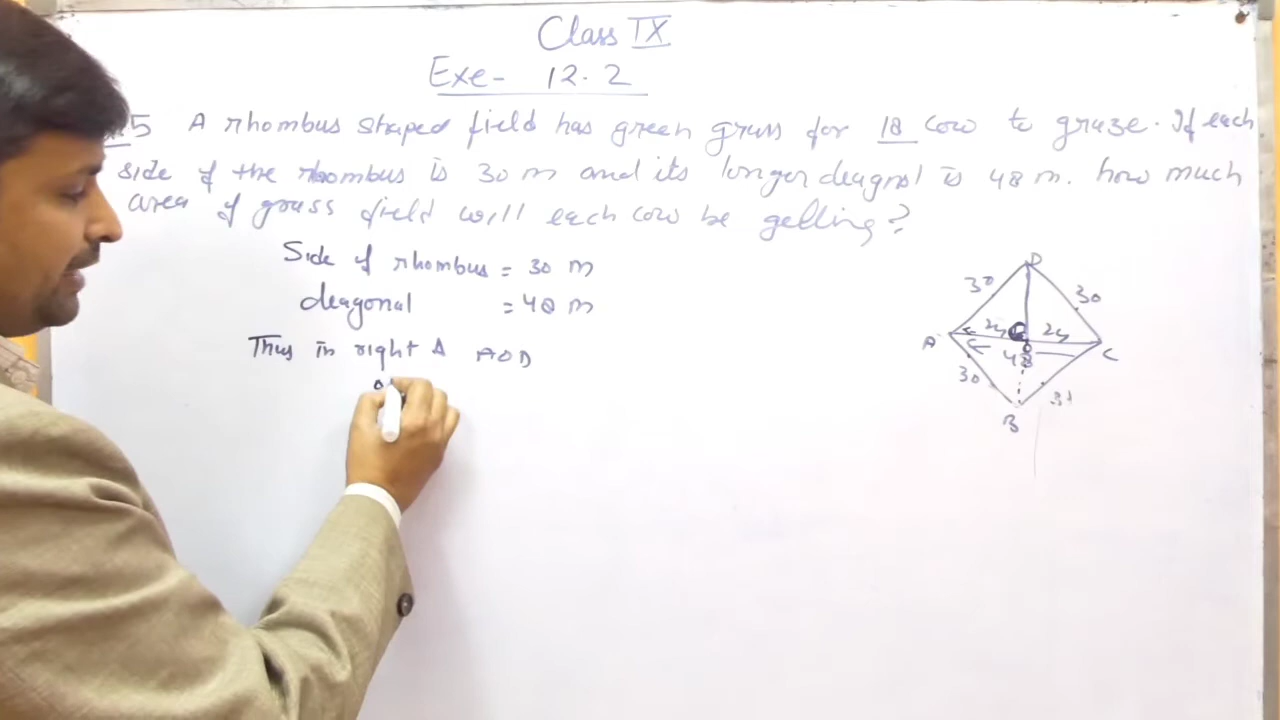 Class IX
Exe- 12.2
5 A rhombus shaped field has green grass for 18 cow to graze. If each
side of the rhombus is 30 m and its longer deagnol is 48 m. how much
area of grass field will each cow be getting?
Side of rhombus = 30 m
deagonal = 48 m
Thus in right Δ AOD
D
30 30
24 24
A O C
48
30 30
B